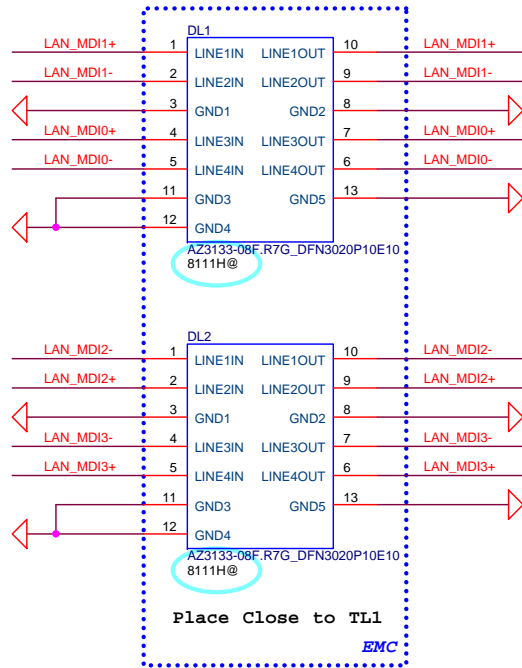 DL1
LAN_MDI1+ 1 LINE1IN LINE1OUT 10 LAN_MDI1+
LAN_MDI1- 2 LINE2IN LINE2OUT 9 LAN_MDI1-
3 GND1 GND2 8
LAN_MDI0+ 4 LINE3IN LINE3OUT 7 LAN_MDI0+
LAN_MDI0- 5 LINE4IN LINE4OUT 6 LAN_MDI0-
11 GND3 GND5 13
12 GND4
AZ3133-08F.R7G_DFN3020P10E10
8111H@
DL2
LAN_MDI2- 1 LINE1IN LINE1OUT 10 LAN_MDI2-
LAN_MDI2+ 2 LINE2IN LINE2OUT 9 LAN_MDI2+
3 GND1 GND2 8
LAN_MDI3- 4 LINE3IN LINE3OUT 7 LAN_MDI3-
LAN_MDI3+ 5 LINE4IN LINE4OUT 6 LAN_MDI3+
11 GND3 GND5 13
12 GND4
AZ3133-08F.R7G_DFN3020P10E10
8111H@
Place Close to TL1
EMC